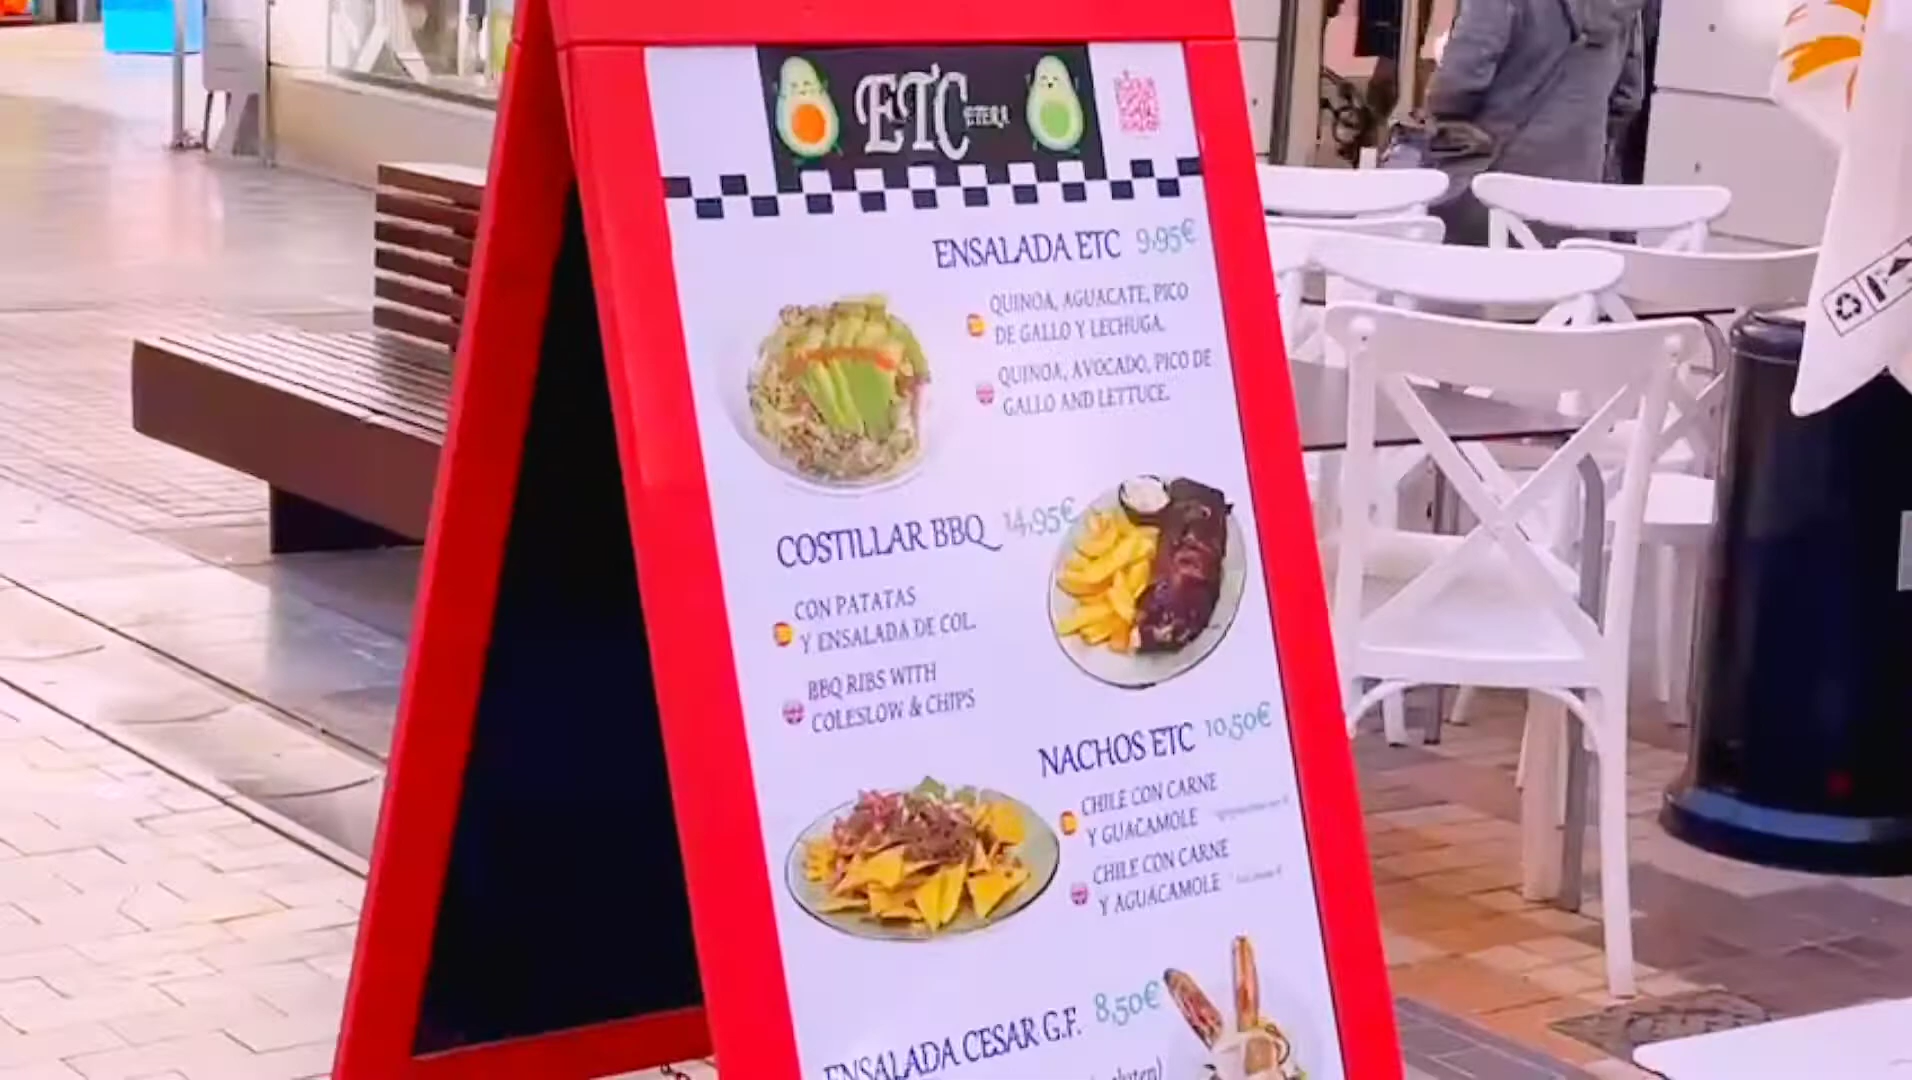 ETCETERA
ENSALADA ETC 9,95€
QUINOA, AGUACATE, PICO
DE GALLO Y LECHUGA.
QUINOA, AVOCADO, PICO DE
GALLO AND LETTUCE.
COSTILLAR BBQ 14,95€
CON PATATAS
Y ENSALADA DE COL.
BBQ RIBS WITH
COLESLOW & CHIPS
NACHOS ETC 10,50€
CHILE CON CARNE
Y GUACAMOLE
CHILE CON CARNE
Y AGUACAMOLE
ENSALADA CESAR G.F. 8,50€
gluten)